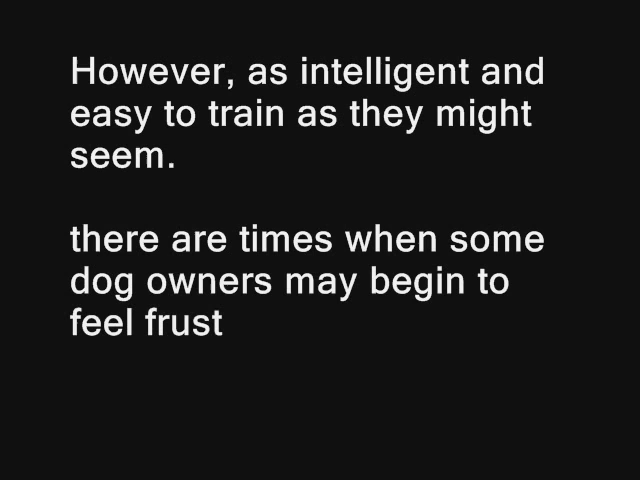 However, as intelligent and
easy to train as they might
seem.
there are times when some
dog owners may begin to
feel frust